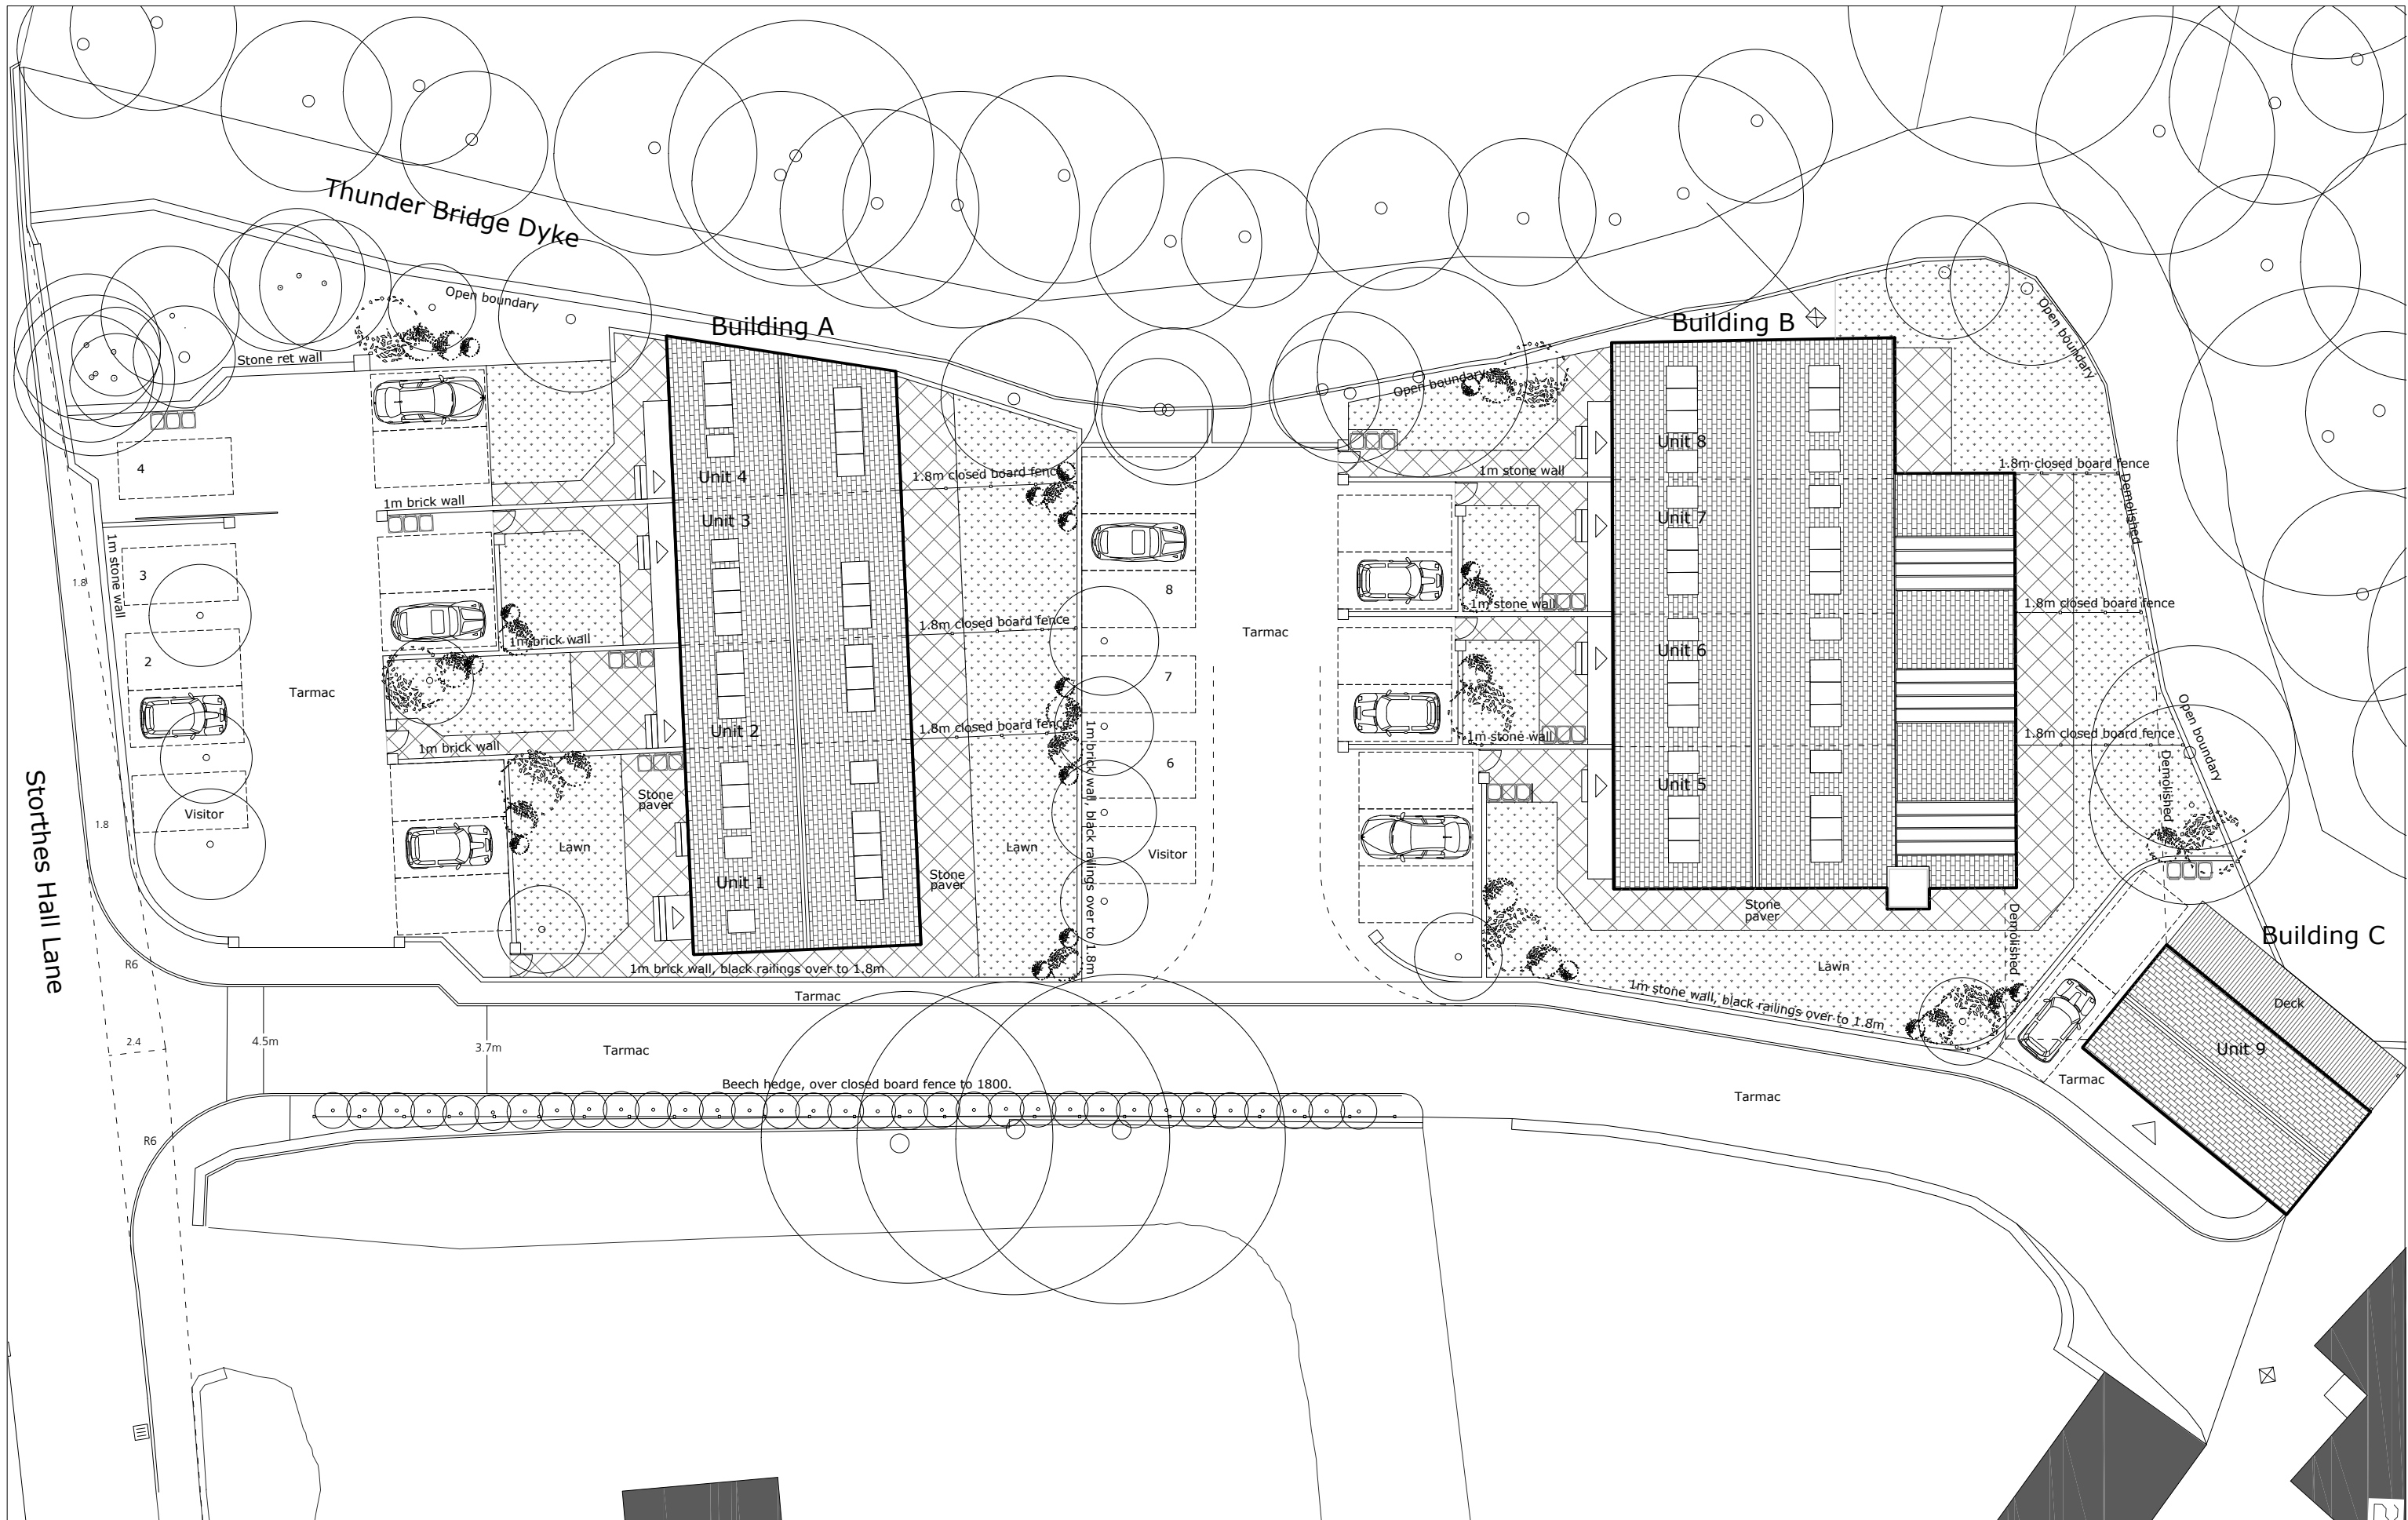 Thunder Bridge Dyke
Open boundary
Building A
Building B
Open boundary
Open boundary
Stone ret wall
4
1m brick wall
Unit 4
1.8m closed board fence
Unit 8
1m stone wall
1.8m closed board fence
Demolished
Unit 3
Unit 7
1m stone wall
1.8
3
8
1m brick wall
1.8m closed board fence
Tarmac
1m stone wall
1.8m closed board fence
2
Unit 6
7
Tarmac
Unit 2
1.8m closed board fence
1m brick wall
1m stone wall
1.8m closed board fence
Open boundary
Demolished
6
Unit 5
Stone
paver
Visitor
1.8
Lawn
Lawn
Visitor
1m brick wall, black railings over to 1.8m
Storthes Hall Lane
Unit 1
Stone
paver
Stone
paver
Demolished
Building C
R6
1m brick wall, black railings over to 1.8m
Lawn
Tarmac
1m stone wall, black railings over to 1.8m
Deck
2.4
4.5m
3.7m
Tarmac
Unit 9
Tarmac
Beech hedge, over closed board fence to 1800.
Tarmac
R6